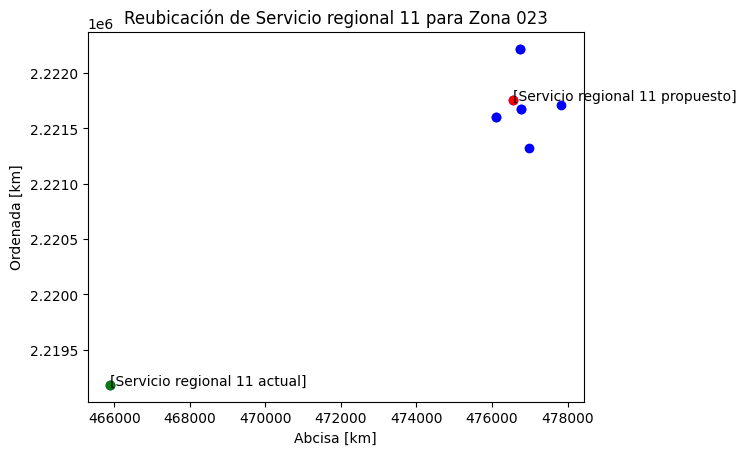 Reubicación de Servicio regional 11 para Zona 023
1e6
2.2220
[Servicio regional 11 propuesto]
2.2215
2.2210
2.2205
2.2200
2.2195
[Servicio regional 11 actual]
Ordenada [km]
466000 468000 470000 472000 474000 476000 478000
Abcisa [km]